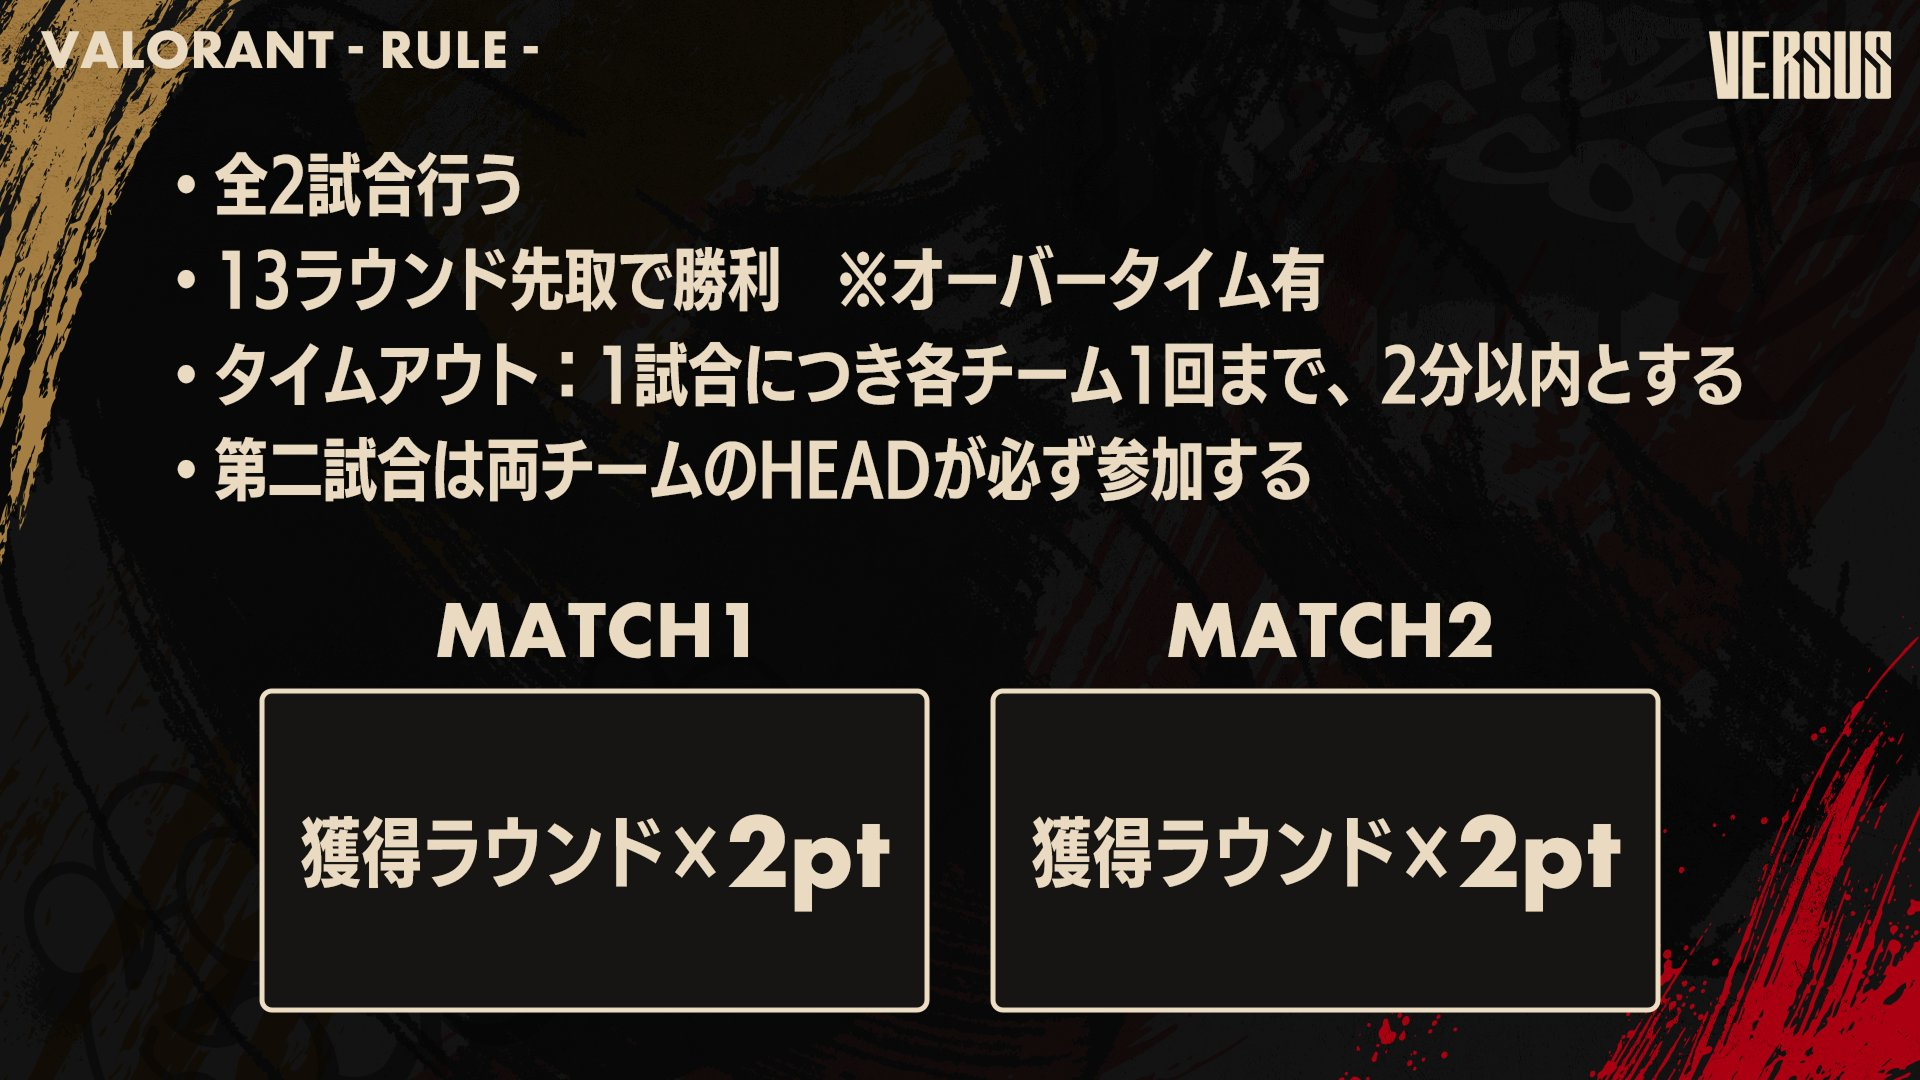 VALORANT - RULE -
VERSUS
・全2試合行う
・13ラウンド先取で勝利　※オーバータイム有
・タイムアウト：1試合につき各チーム1回まで、2分以内とする
・第二試合は両チームのHEADが必ず参加する
MATCH1
MATCH2
獲得ラウンド×2pt
獲得ラウンド×2pt